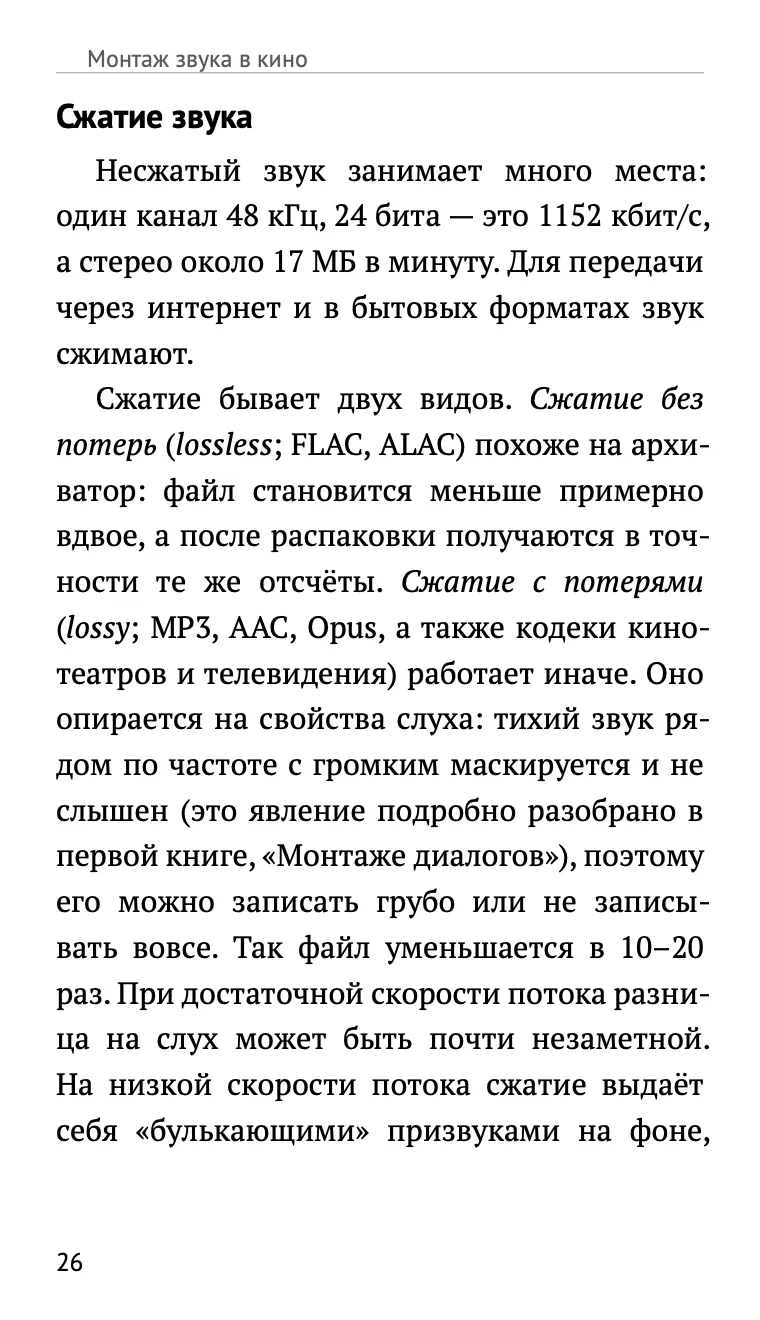 Монтаж звука в кино
Сжатие звука
Несжатый звук занимает много места:
один канал 48 кГц, 24 бита — это 1152 кбит/с,
а стерео около 17 МБ в минуту. Для передачи
через интернет и в бытовых форматах звук
сжимают.
Сжатие бывает двух видов. Сжатие без
потерь (lossless; FLAC, ALAC) похоже на архи-
ватор: файл становится меньше примерно
вдвое, а после распаковки получаются в точ-
ности те же отсчёты. Сжатие с потерями
(lossy; MP3, AAC, Opus, а также кодеки кино-
театров и телевидения) работает иначе. Оно
опирается на свойства слуха: тихий звук ря-
дом по частоте с громким маскируется и не
слышен (это явление подробно разобрано в
первой книге, «Монтаже диалогов»), поэтому
его можно записать грубо или не записы-
вать вовсе. Так файл уменьшается в 10–20
раз. При достаточной скорости потока разни-
ца на слух может быть почти незаметной.
На низкой скорости потока сжатие выдаёт
себя «булькающими» призвуками на фоне,
26